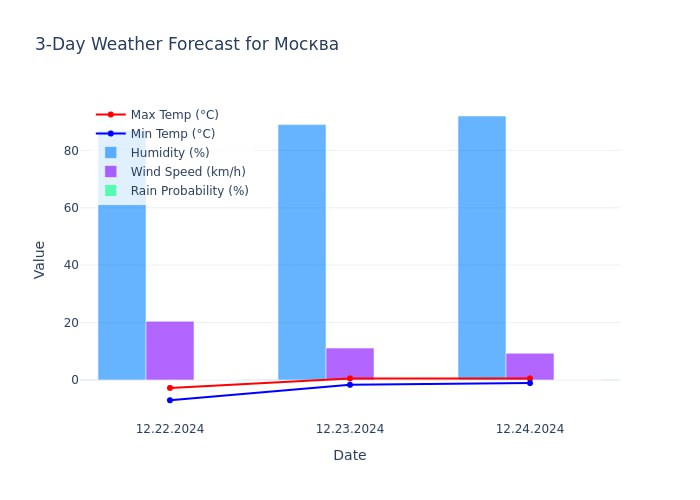 3-Day Weather Forecast for Москва
Max Temp (°C)
Min Temp (°C)
Humidity (%)
Wind Speed (km/h)
Rain Probability (%)
80
60
40
20
0
Value
12.22.2024
12.23.2024
12.24.2024
Date